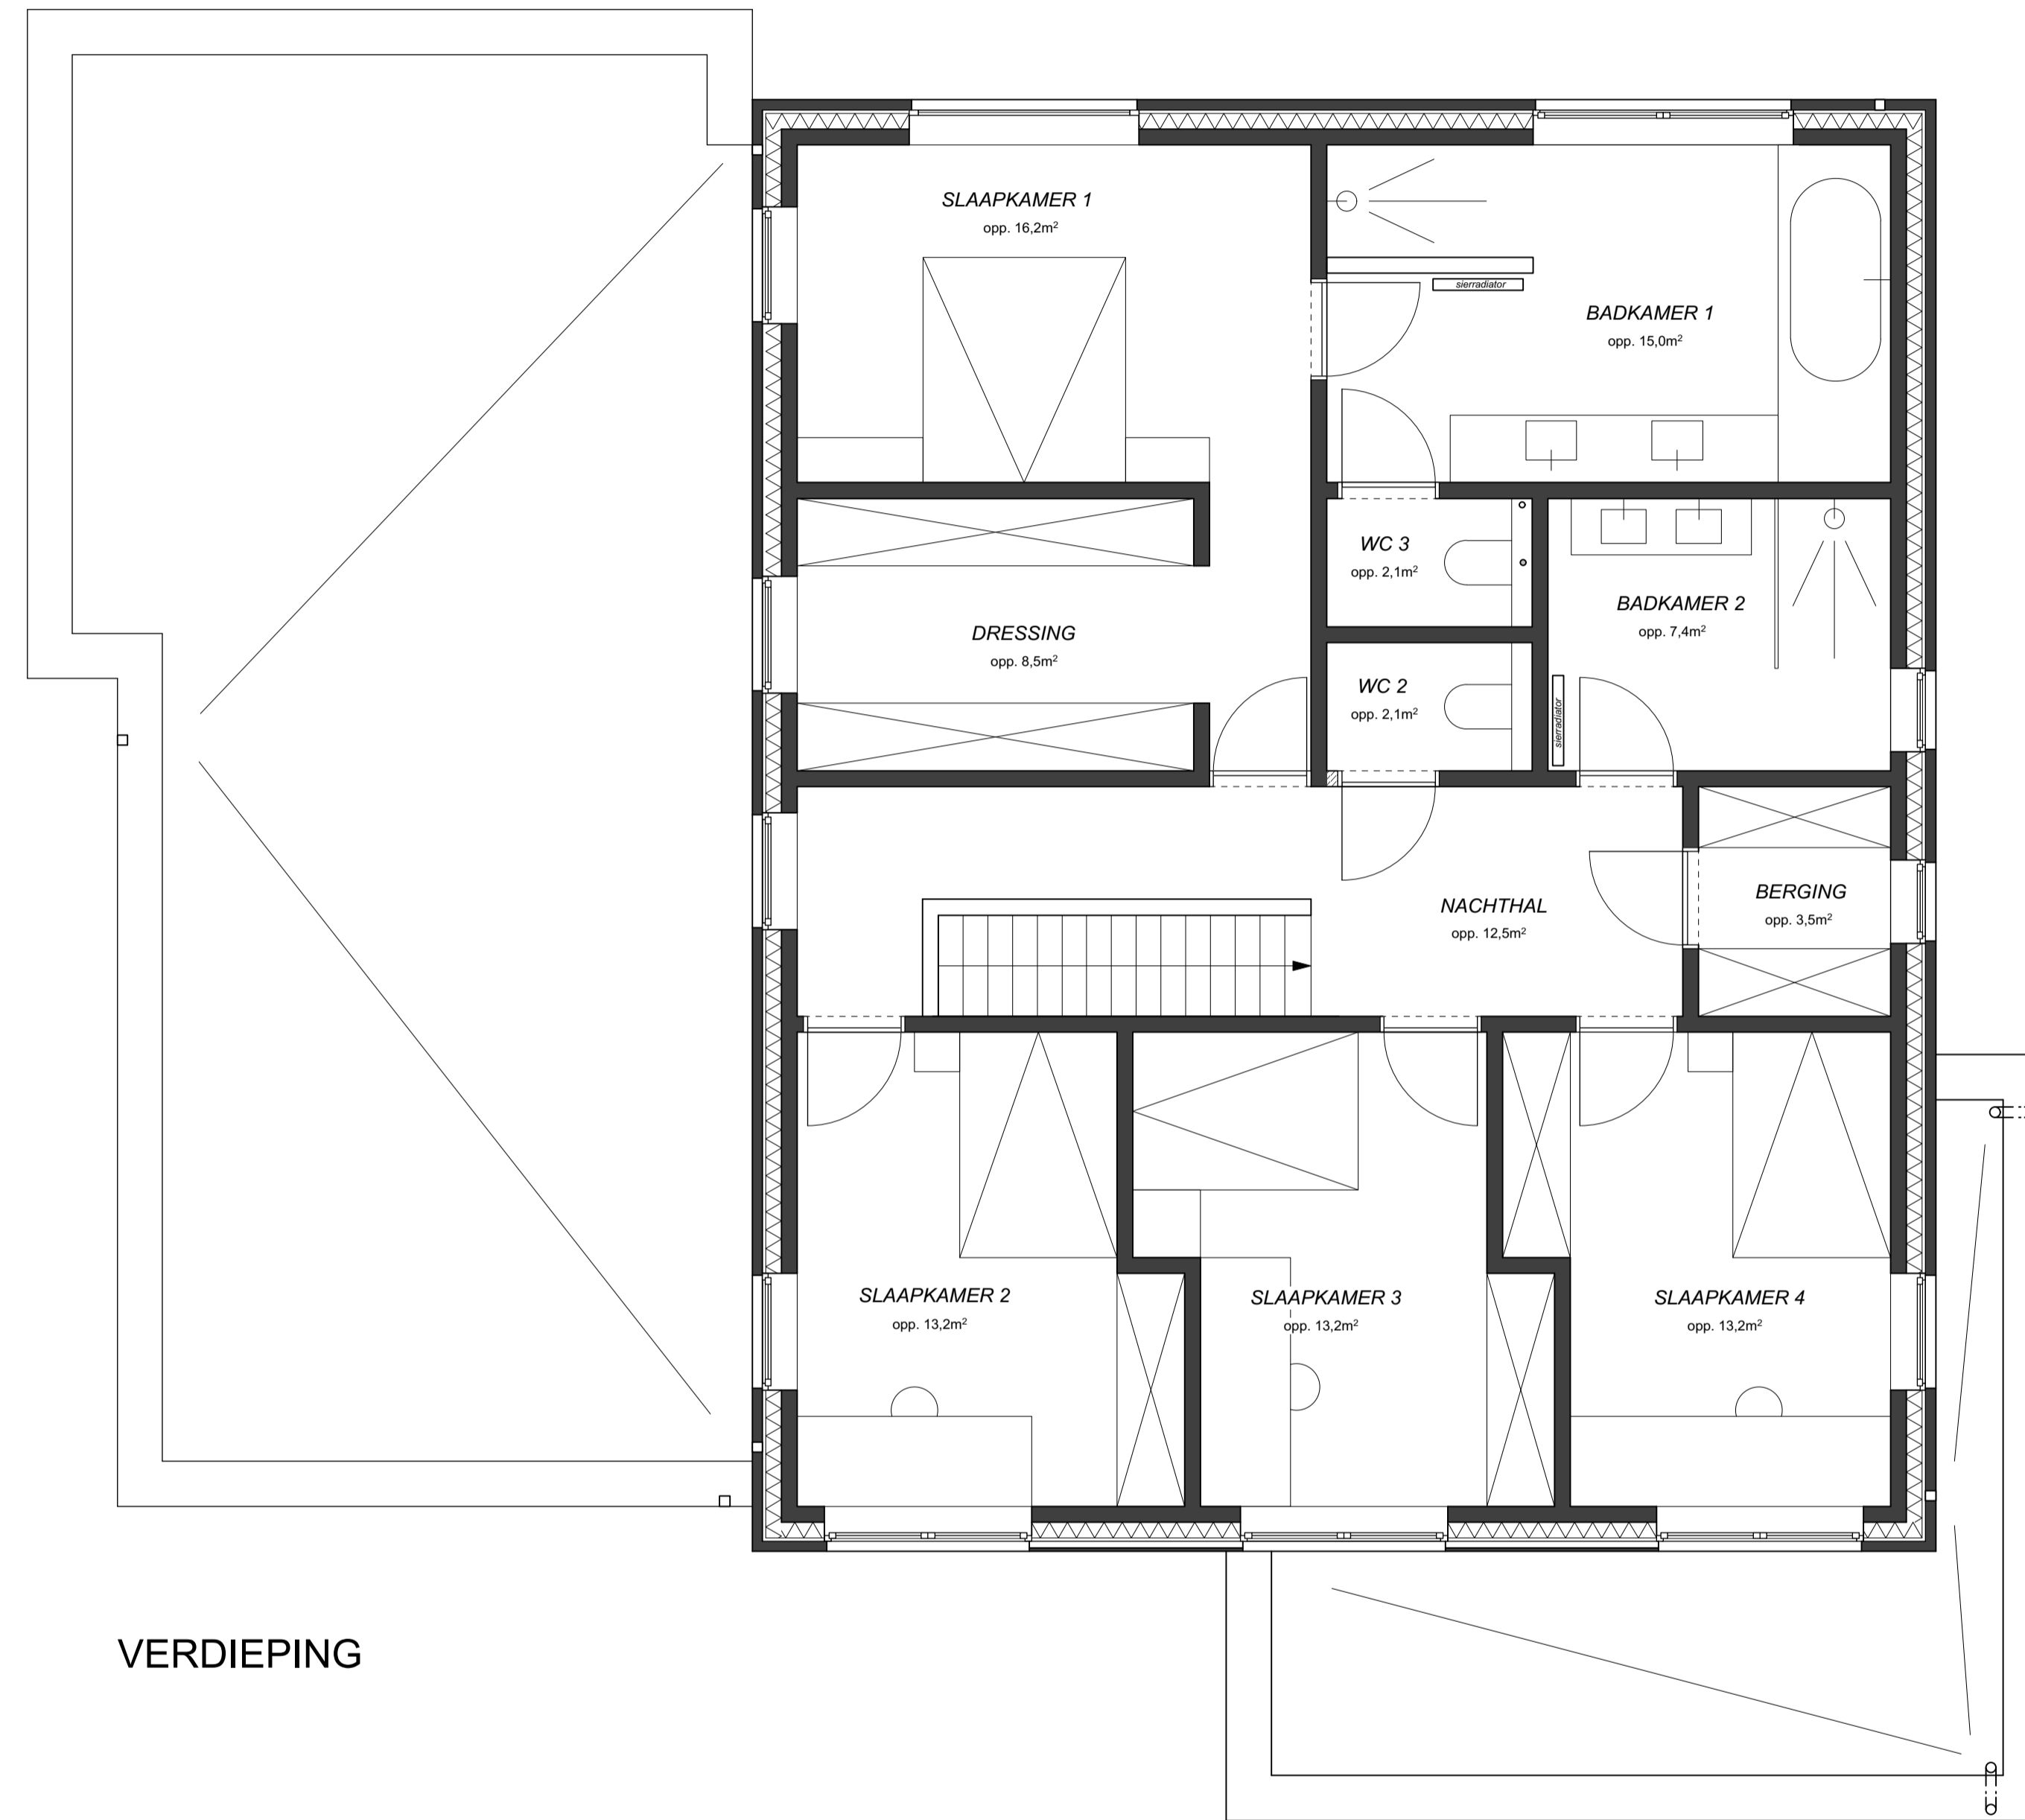 SLAAPKAMER 1
opp. 16,2m²
sierradiator
BADKAMER 1
opp. 15,0m²
WC 3
opp. 2,1m²
BADKAMER 2
opp. 7,4m²
DRESSING
opp. 8,5m²
WC 2
opp. 2,1m²
sierradiator
NACHTHAL
opp. 12,5m²
BERGING
opp. 3,5m²
SLAAPKAMER 2
opp. 13,2m²
SLAAPKAMER 3
opp. 13,2m²
SLAAPKAMER 4
opp. 13,2m²
VERDIEPING